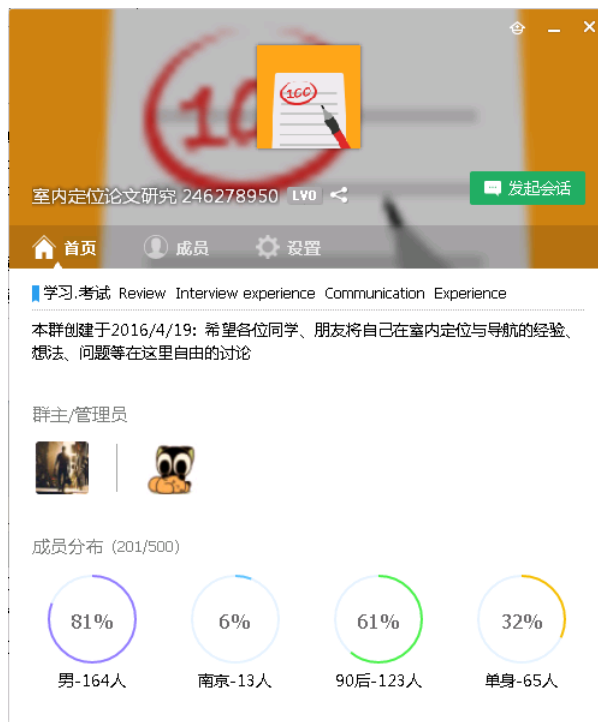 100
室内定位论文研究 246278950 LV0
发起会话
首页 成员 设置
学习.考试 Review Interview experience Communication Experience
本群创建于2016/4/19: 希望各位同学、朋友将自己在室内定位与导航的经验、
想法、问题等在这里自由的讨论
群主/管理员
成员分布 (201/500)
81% 6% 61% 32%
男-164人 南京-13人 90后-123人 单身-65人